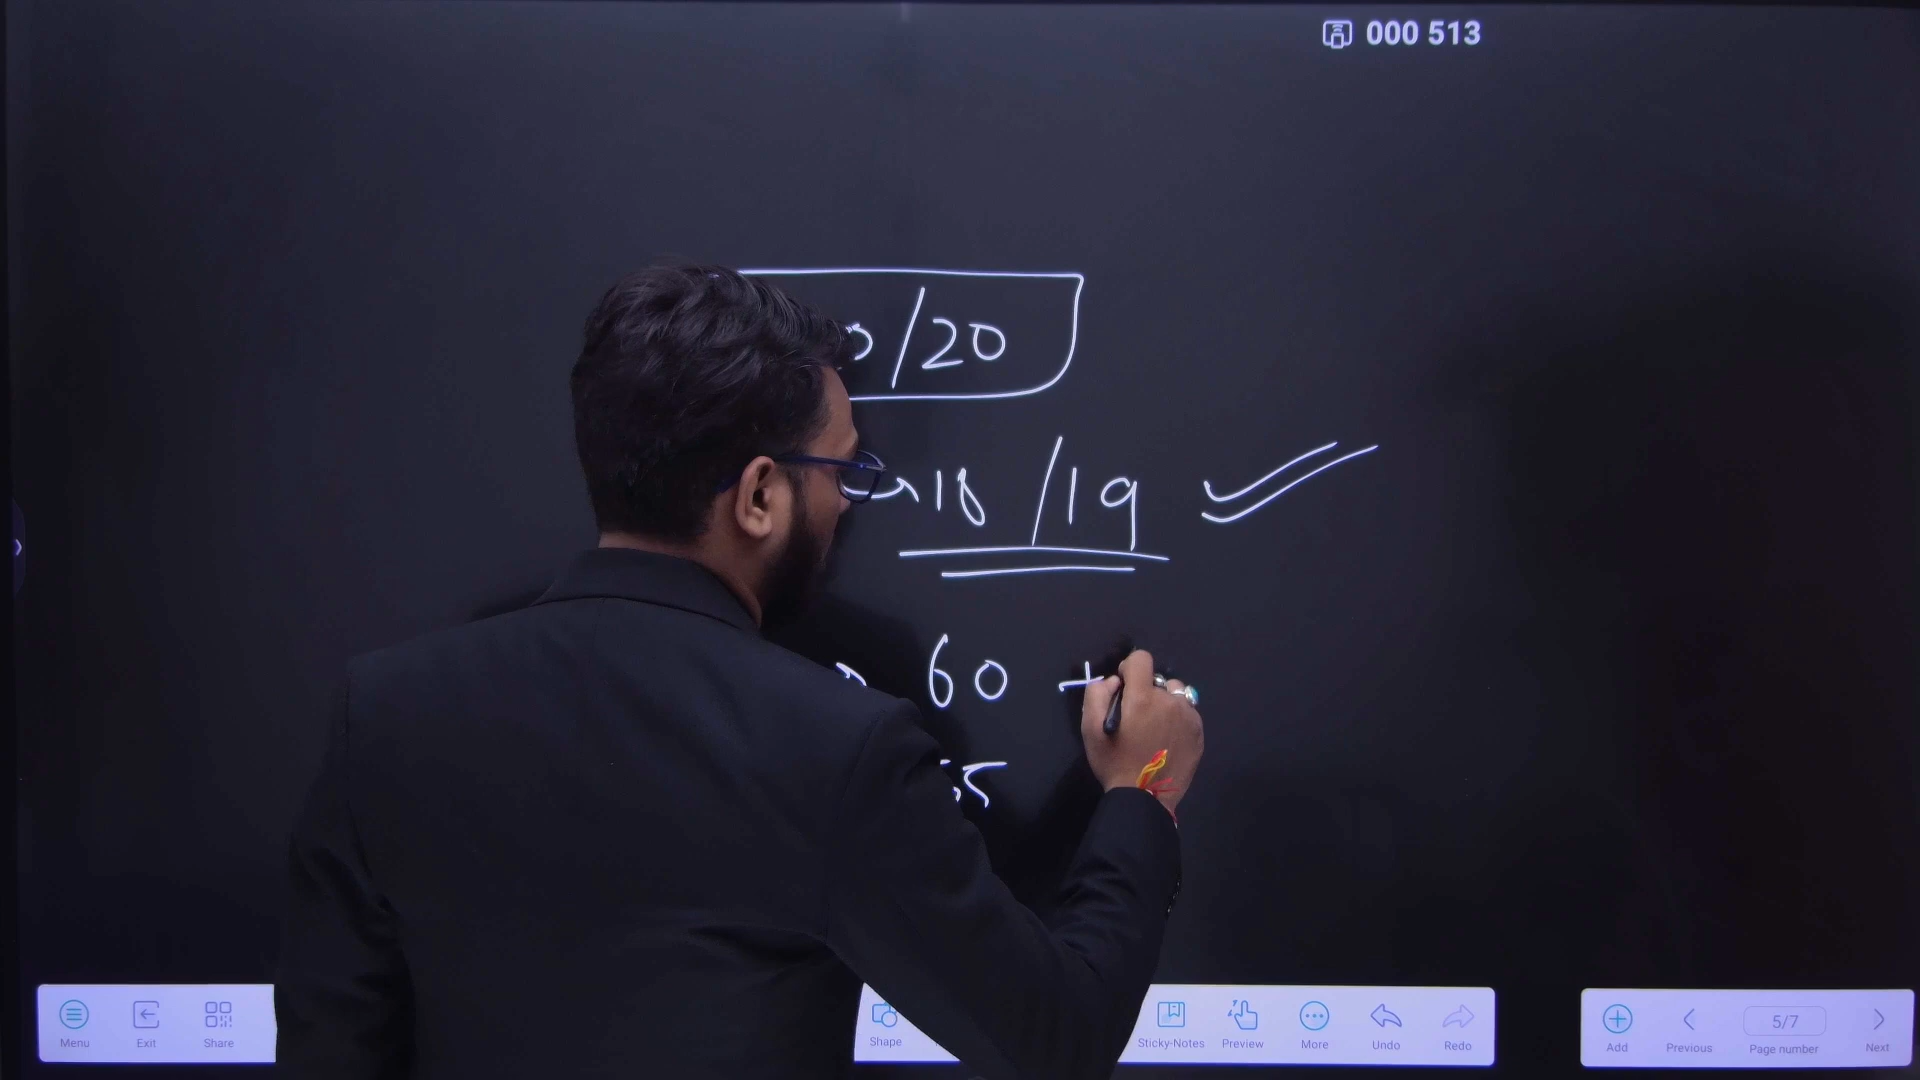 000 513
/20
18/19
60 +
Menu Exit Share Shape Sticky-Notes Preview More Undo Redo Add Previous 5/7 Page number Next